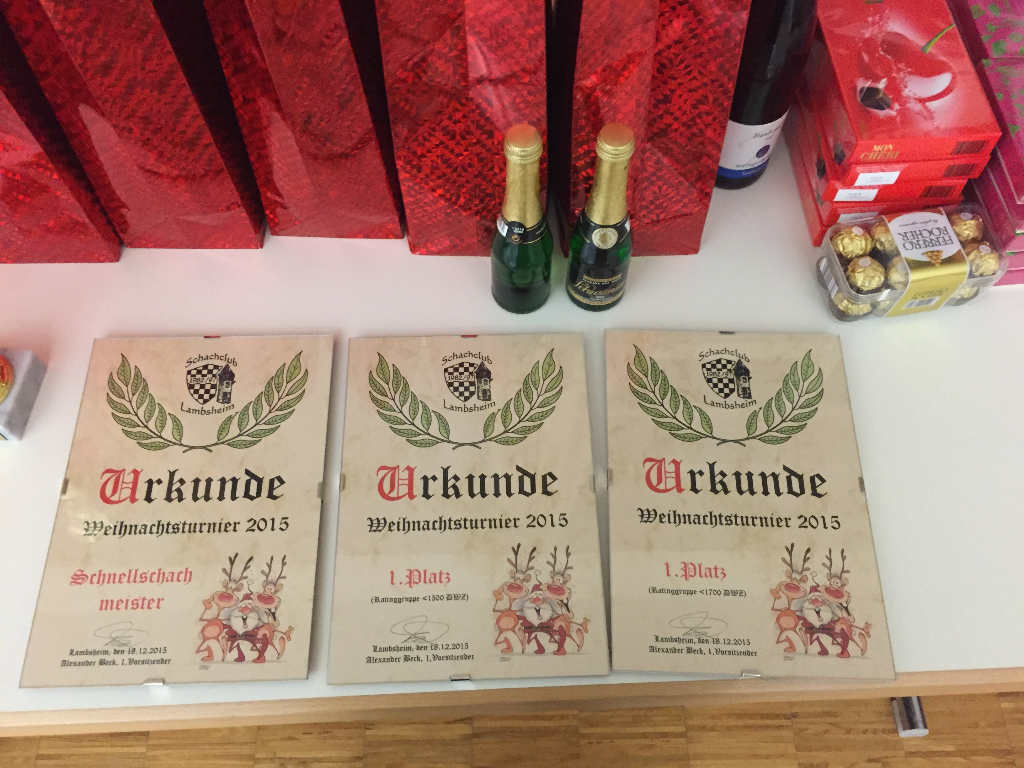 MON
CHÉRI
FERRERO
ROCHER
Schachclub
Lambsheim
Urkunde
Weihnachtsturnier 2015
Schnellschach
meister
Lambsheim, den 18.12.2015
Alexander Beck, 1.Vorsitzender
Schachclub
Lambsheim
Urkunde
Weihnachtsturnier 2015
1.Platz
(Ratinggruppe <1500 DWZ)
Lambsheim, den 18.12.2015
Alexander Beck, 1.Vorsitzender
Schachclub
Lambsheim
Urkunde
Weihnachtsturnier 2015
1.Platz
(Ratinggruppe <1700 DWZ)
Lambsheim, den 18.12.2015
Alexander Beck, 1.Vorsitzender